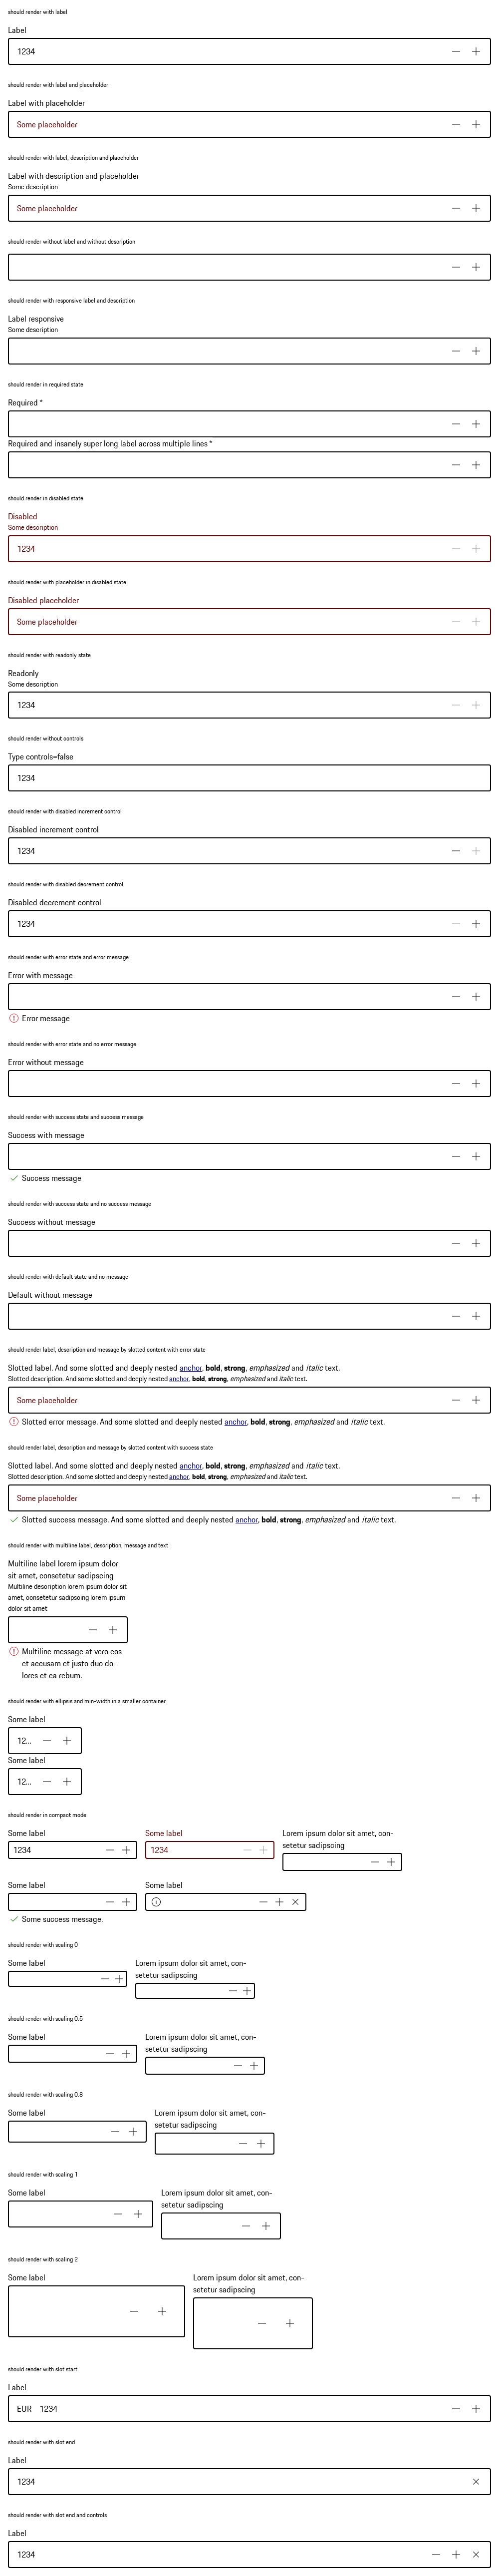 should render with label
Label
1234
should render with label and placeholder
Label with placeholder
Some placeholder
should render with label, description and placeholder
Label with description and placeholder
Some description
Some placeholder
should render without label and without description
should render with responsive label and description
Label responsive
Some description
should render in required state
Required *
Required and insanely super long label across multiple lines *
should render in disabled state
Disabled
Some description
1234
should render with placeholder in disabled state
Disabled placeholder
Some placeholder
should render with readonly state
Readonly
Some description
1234
should render without controls
Type controls=false
1234
should render with disabled increment control
Disabled increment control
1234
should render with disabled decrement control
Disabled decrement control
1234
should render with error state and error message
Error with message
Error message
should render with error state and no error message
Error without message
should render with success state and success message
Success with message
Success message
should render with success state and no success message
Success without message
should render with default state and no message
Default without message
should render label, description and message by slotted content with error state
Slotted label. And some slotted and deeply nested anchor, bold, strong, emphasized and italic text.
Slotted description. And some slotted and deeply nested anchor, bold, strong, emphasized and italic text.
Some placeholder
Slotted error message. And some slotted and deeply nested anchor, bold, strong, emphasized and italic text.
should render label, description and message by slotted content with success state
Slotted label. And some slotted and deeply nested anchor, bold, strong, emphasized and italic text.
Slotted description. And some slotted and deeply nested anchor, bold, strong, emphasized and italic text.
Some placeholder
Slotted success message. And some slotted and deeply nested anchor, bold, strong, emphasized and italic text.
should render with multiline label, description, message and text
Multiline label lorem ipsum dolor
sit amet, consetetur sadipscing
Multiline description lorem ipsum dolor sit
amet, consetetur sadipscing lorem ipsum
dolor sit amet
Multiline message at vero eos
et accusam et justo duo do-
lores et ea rebum.
should render with ellipsis and min-width in a smaller container
Some label
12...
Some label
12...
should render in compact mode
Some label
1234
Some label
1234
Lorem ipsum dolor sit amet, con-
setetur sadipscing
Some label
Some success message.
Some label
should render with scaling 0
Some label
Lorem ipsum dolor sit amet, con-
setetur sadipscing
should render with scaling 0.5
Some label
Lorem ipsum dolor sit amet, con-
setetur sadipscing
should render with scaling 0.8
Some label
Lorem ipsum dolor sit amet, con-
setetur sadipscing
should render with scaling 1
Some label
Lorem ipsum dolor sit amet, con-
setetur sadipscing
should render with scaling 2
Some label
Lorem ipsum dolor sit amet, con-
setetur sadipscing
should render with slot start
Label
EUR 1234
should render with slot end
Label
1234
should render with slot end and controls
Label
1234